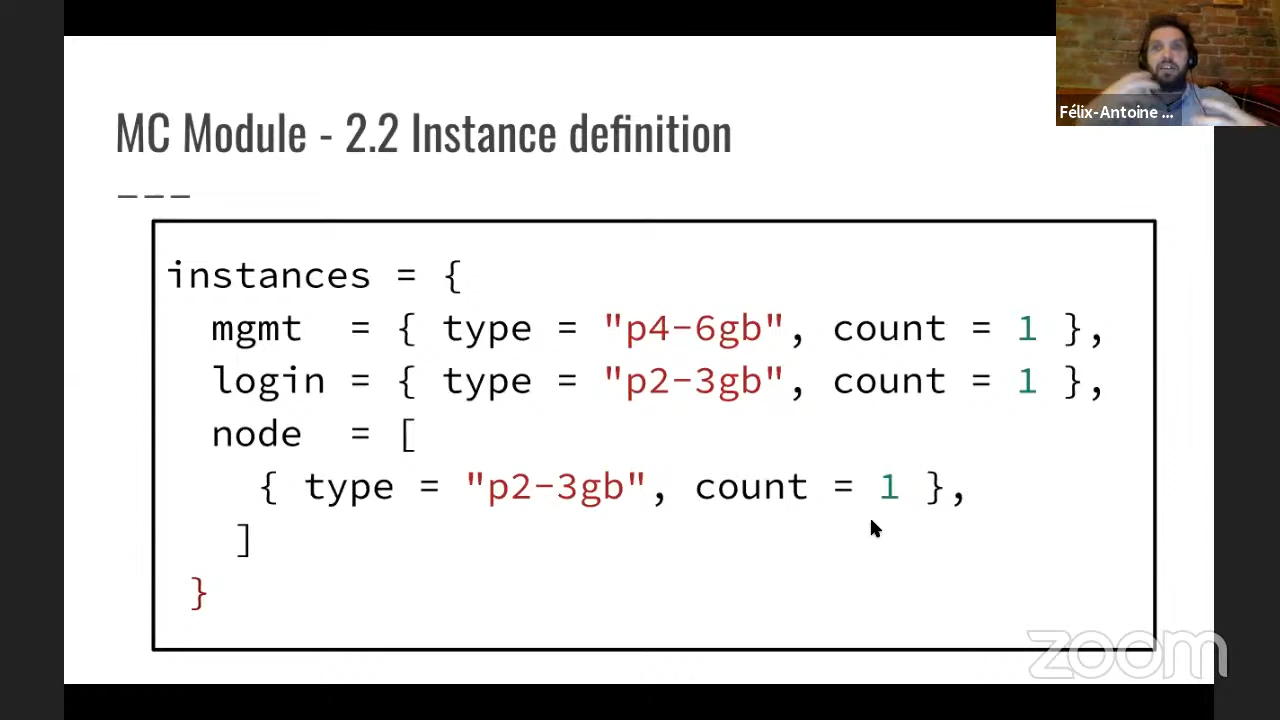 MC Module - 2.2 Instance definition
Félix-Antoine ...
instances = {
mgmt = { type = "p4-6gb", count = 1 },
login = { type = "p2-3gb", count = 1 },
node = [
{ type = "p2-3gb", count = 1 },
]
}
zoom